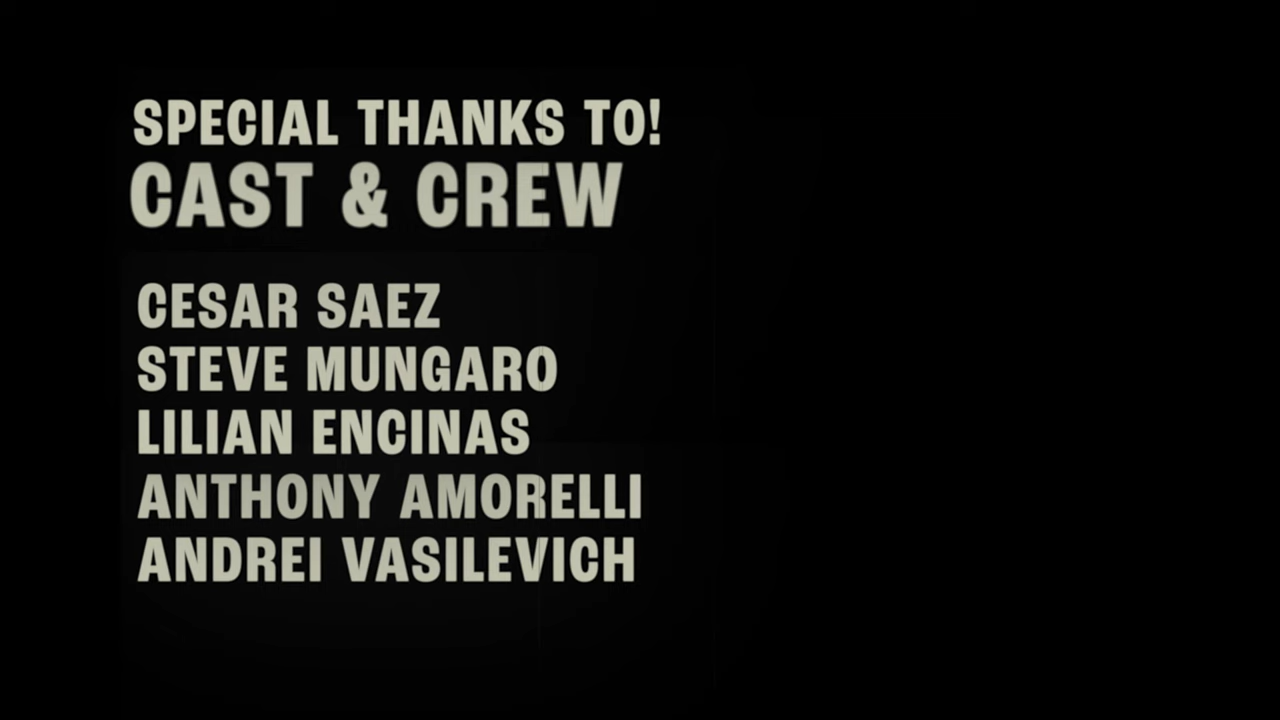 SPECIAL THANKS TO!
CAST & CREW
CESAR SAEZ
STEVE MUNGARO
LILIAN ENCINAS
ANTHONY AMORELLI
ANDREI VASILEVICH